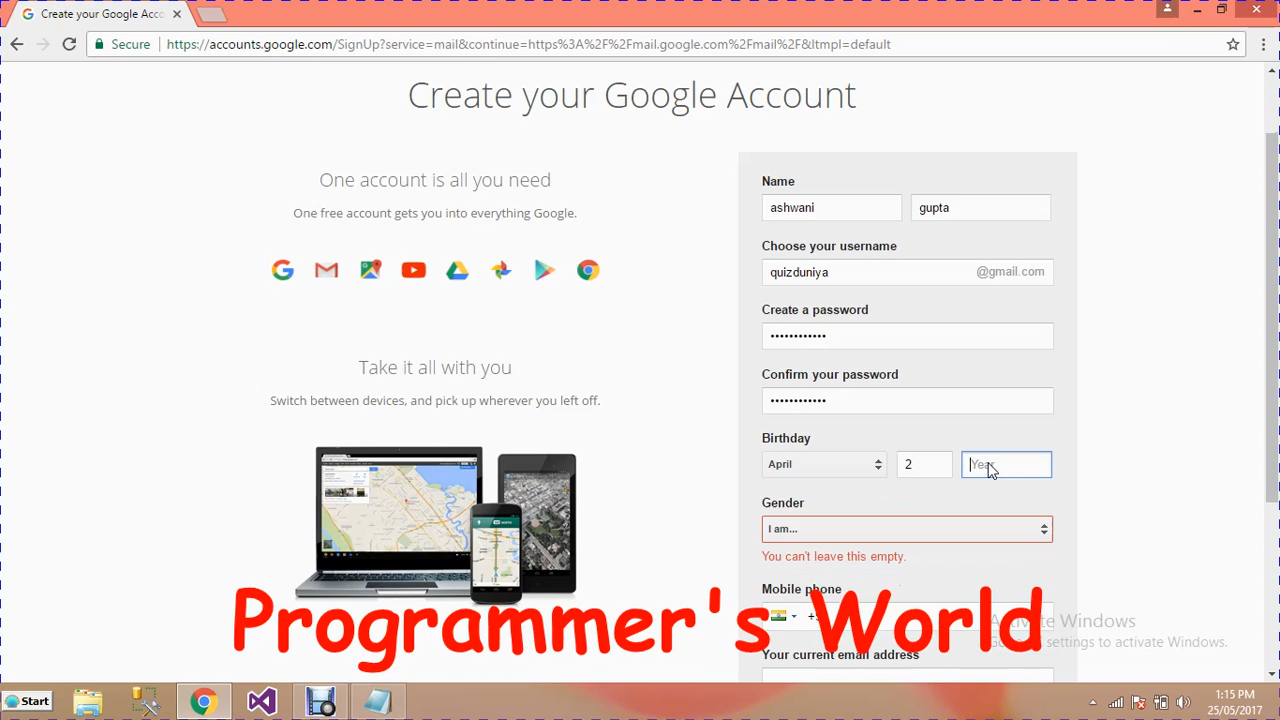 Create your Google Acco
Secure
https://accounts.google.com/SignUp?service=mail&continue=https%3A%2F%2Fmail.google.com%2Fmail%2F&ltmpl=default
Create your Google Account
One account is all you need
One free account gets you into everything Google.
Take it all with you
Switch between devices, and pick up wherever you left off.
Name
ashwani gupta
Choose your username
quizduniya @gmail.com
Create a password
••••••••••••
Confirm your password
••••••••••••
Birthday
April 2
Gender
I am...
You can't leave this empty.
Mobile phone
Programmer's World
Activate Windows
settings to activate Windows.
Your current email address
Start
1:15 PM
25/05/2017